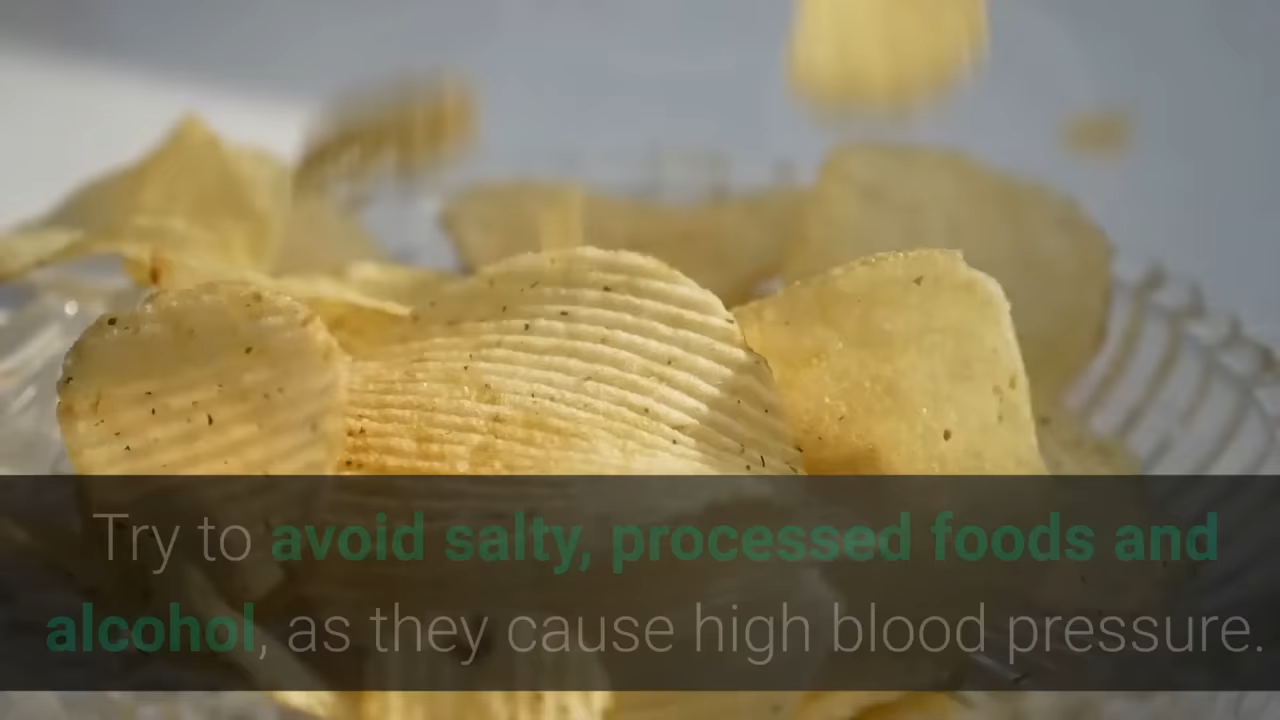 Try to avoid salty, processed foods and
alcohol, as they cause high blood pressure.